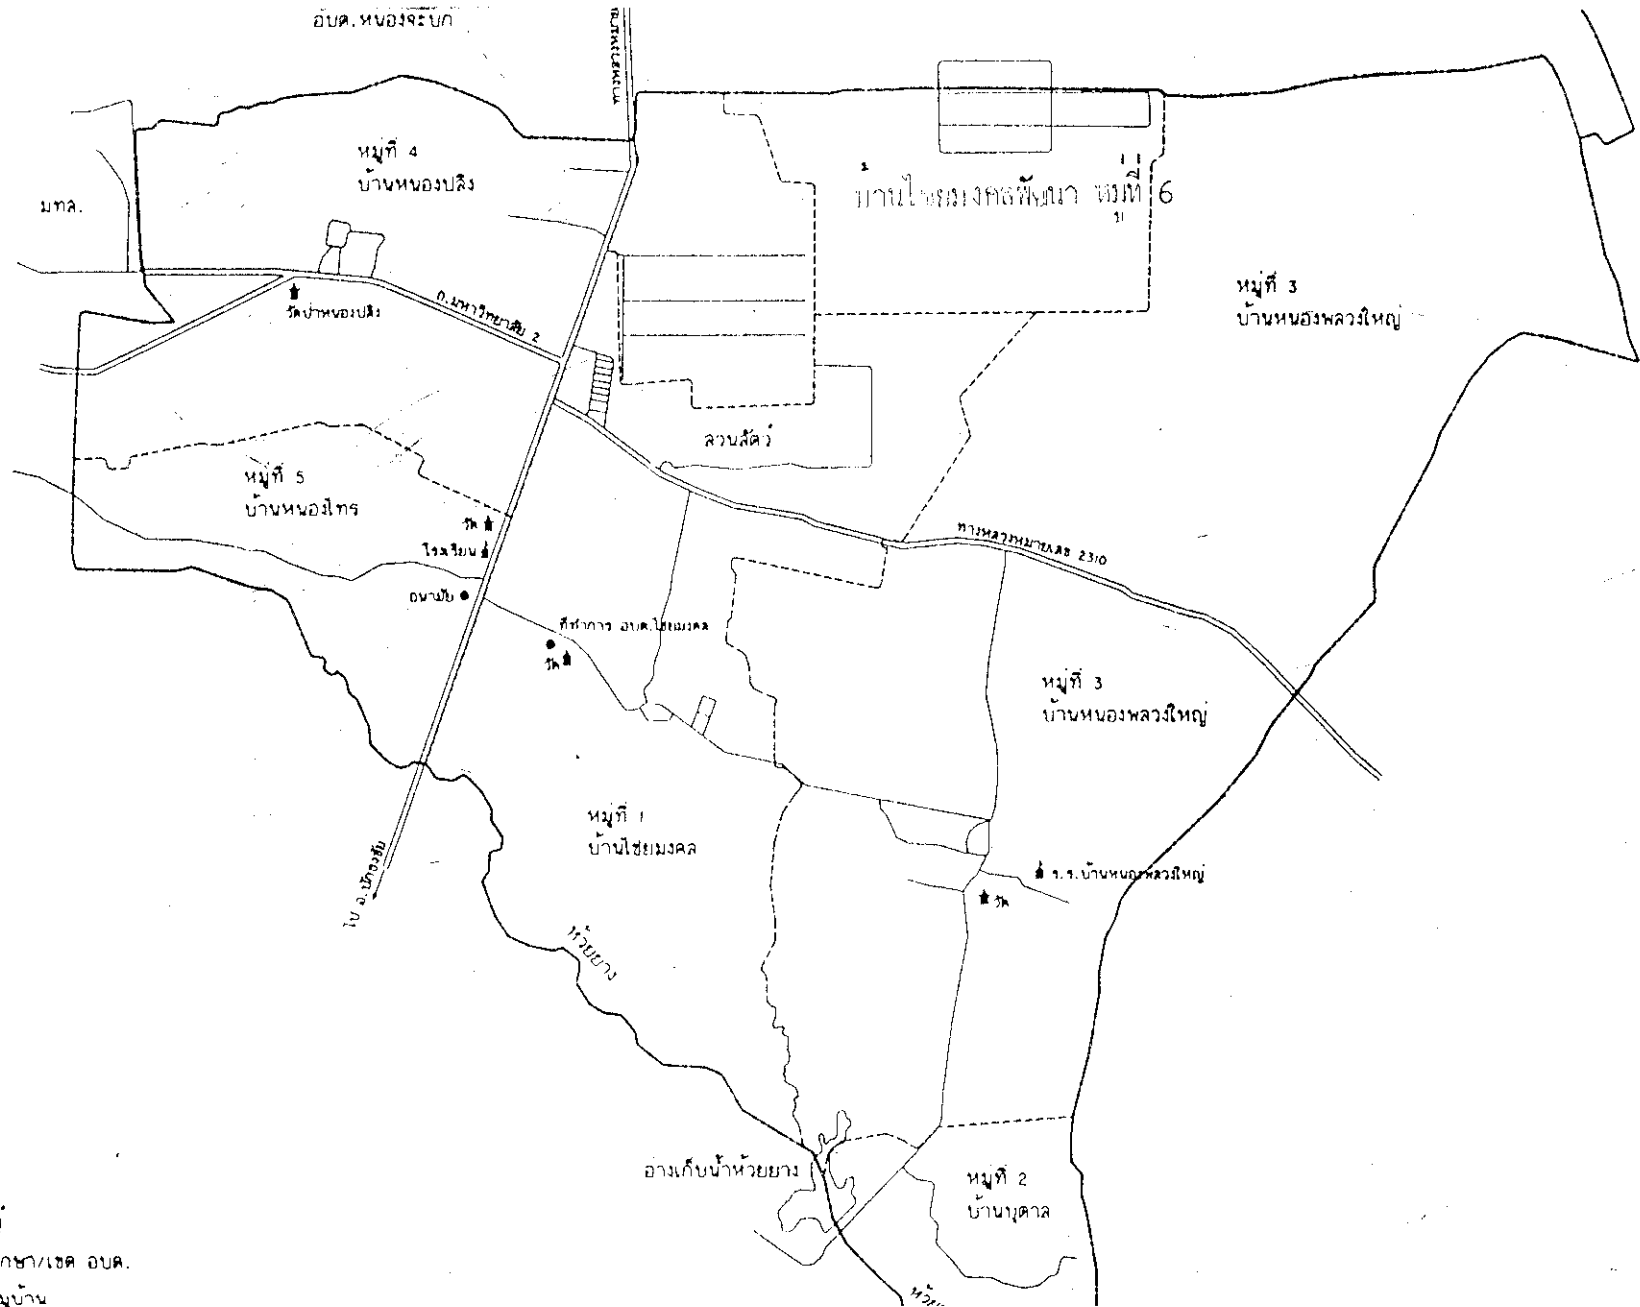 อบต.หนองจะบก
หมู่ที่ 4
บ้านหนองปลิง
มทส.
บ้านไชยมงคลพัฒนา หมู่ที่ 6
หมู่ที่ 3
บ้านหนองพลวงใหญ่
วัดป่าหนองปลิง
ถ.มหาวิทยาลัย 2
สวนสัตว์
หมู่ที่ 5
บ้านหนองไทร
วัด
โรงเรียน
อนามัย
ทางหลวงหมายเลข 2310
ที่ทำการ อบต.ไชยมงคล
วัด
หมู่ที่ 3
บ้านหนองพลวงใหญ่
หมู่ที่ 1
บ้านไชยมงคล
ร.ร.บ้านหนองพลวงใหญ่
วัด
ไป อ.ปักธงชัย
ห้วยยาง
อ่างเก็บน้ำห้วยยาง
หมู่ที่ 2
บ้านบุตาล
กษา/เขต อบต.